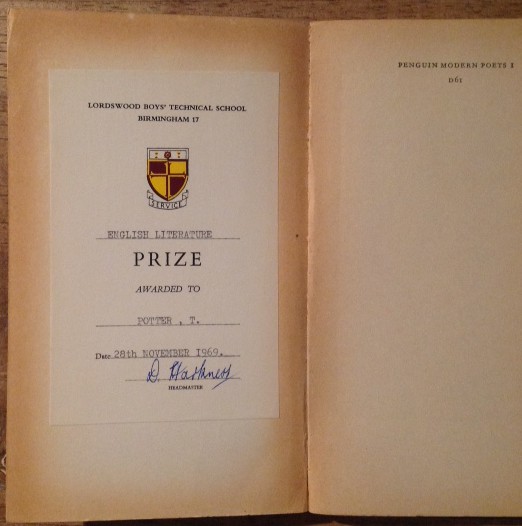 LORDSWOOD BOYS' TECHNICAL SCHOOL
BIRMINGHAM 17
SERVICE
ENGLISH LITERATURE
PRIZE
AWARDED TO
POTTER , T.
Date 28th NOVEMBER 1969.
D. Harkness
HEADMASTER
PENGUIN MODERN POETS I
D61